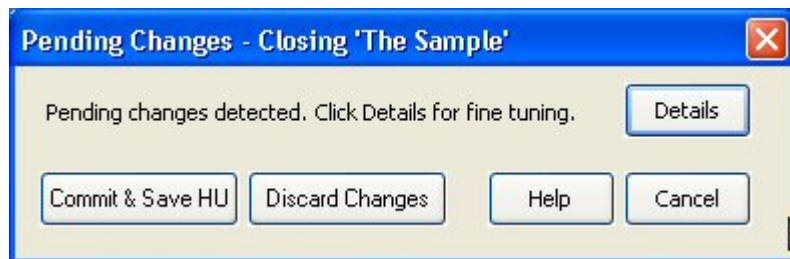 Pending Changes - Closing 'The Sample'
Pending changes detected. Click Details for fine tuning.
Details
Commit & Save HU
Discard Changes
Help
Cancel